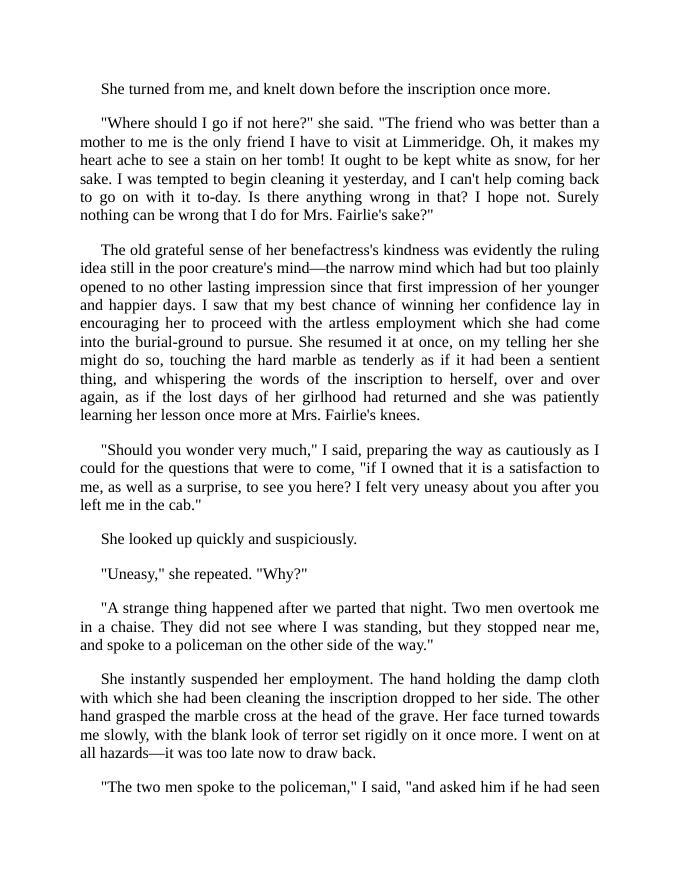 She turned from me, and knelt down before the inscription once more.
"Where should I go if not here?" she said. "The friend who was better than a
mother to me is the only friend I have to visit at Limmeridge. Oh, it makes my
heart ache to see a stain on her tomb! It ought to be kept white as snow, for her
sake. I was tempted to begin cleaning it yesterday, and I can't help coming back
to go on with it to-day. Is there anything wrong in that? I hope not. Surely
nothing can be wrong that I do for Mrs. Fairlie's sake?"
The old grateful sense of her benefactress's kindness was evidently the ruling
idea still in the poor creature's mind—the narrow mind which had but too plainly
opened to no other lasting impression since that first impression of her younger
and happier days. I saw that my best chance of winning her confidence lay in
encouraging her to proceed with the artless employment which she had come
into the burial-ground to pursue. She resumed it at once, on my telling her she
might do so, touching the hard marble as tenderly as if it had been a sentient
thing, and whispering the words of the inscription to herself, over and over
again, as if the lost days of her girlhood had returned and she was patiently
learning her lesson once more at Mrs. Fairlie's knees.
"Should you wonder very much," I said, preparing the way as cautiously as I
could for the questions that were to come, "if I owned that it is a satisfaction to
me, as well as a surprise, to see you here? I felt very uneasy about you after you
left me in the cab."
She looked up quickly and suspiciously.
"Uneasy," she repeated. "Why?"
"A strange thing happened after we parted that night. Two men overtook me
in a chaise. They did not see where I was standing, but they stopped near me,
and spoke to a policeman on the other side of the way."
She instantly suspended her employment. The hand holding the damp cloth
with which she had been cleaning the inscription dropped to her side. The other
hand grasped the marble cross at the head of the grave. Her face turned towards
me slowly, with the blank look of terror set rigidly on it once more. I went on at
all hazards—it was too late now to draw back.
"The two men spoke to the policeman," I said, "and asked him if he had seen